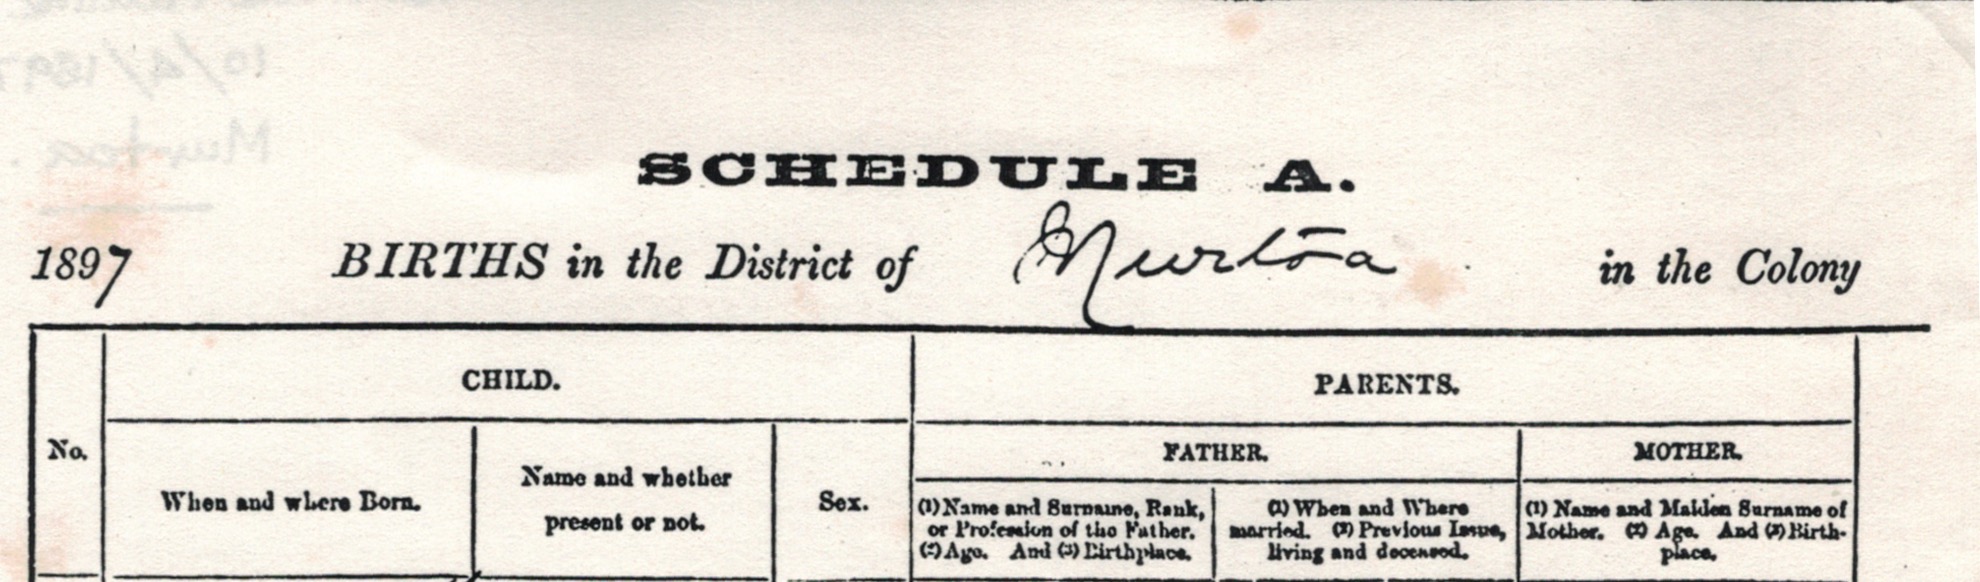 10/4/1897
Murtoa.
SCHEDULE A.
1897 BIRTHS in the District of Murtoa in the Colony
No.
CHILD.
When and where Born.
Name and whether
present or not.
Sex.
PARENTS.
FATHER.
(1) Name and Surname, Rank,
or Profession of the Father.
(2) Age. And (3) Birthplace.
(1) When and Where
married. (2) Previous Issue,
living and deceased.
MOTHER.
(1) Name and Maiden Surname of
Mother. (2) Age. And (3) Birth-
place.